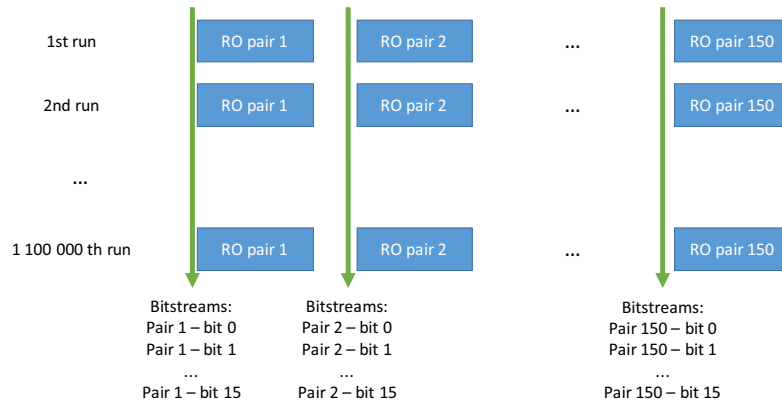 1st run RO pair 1 RO pair 2 ... RO pair 150
2nd run RO pair 1 RO pair 2 ... RO pair 150
...
1 100 000 th run RO pair 1 RO pair 2 ... RO pair 150
Bitstreams:
Pair 1 – bit 0
Pair 1 – bit 1
...
Pair 1 – bit 15
Bitstreams:
Pair 2 – bit 0
Pair 2 – bit 1
...
Pair 2 – bit 15
Bitstreams:
Pair 150 – bit 0
Pair 150 – bit 1
...
Pair 150 – bit 15